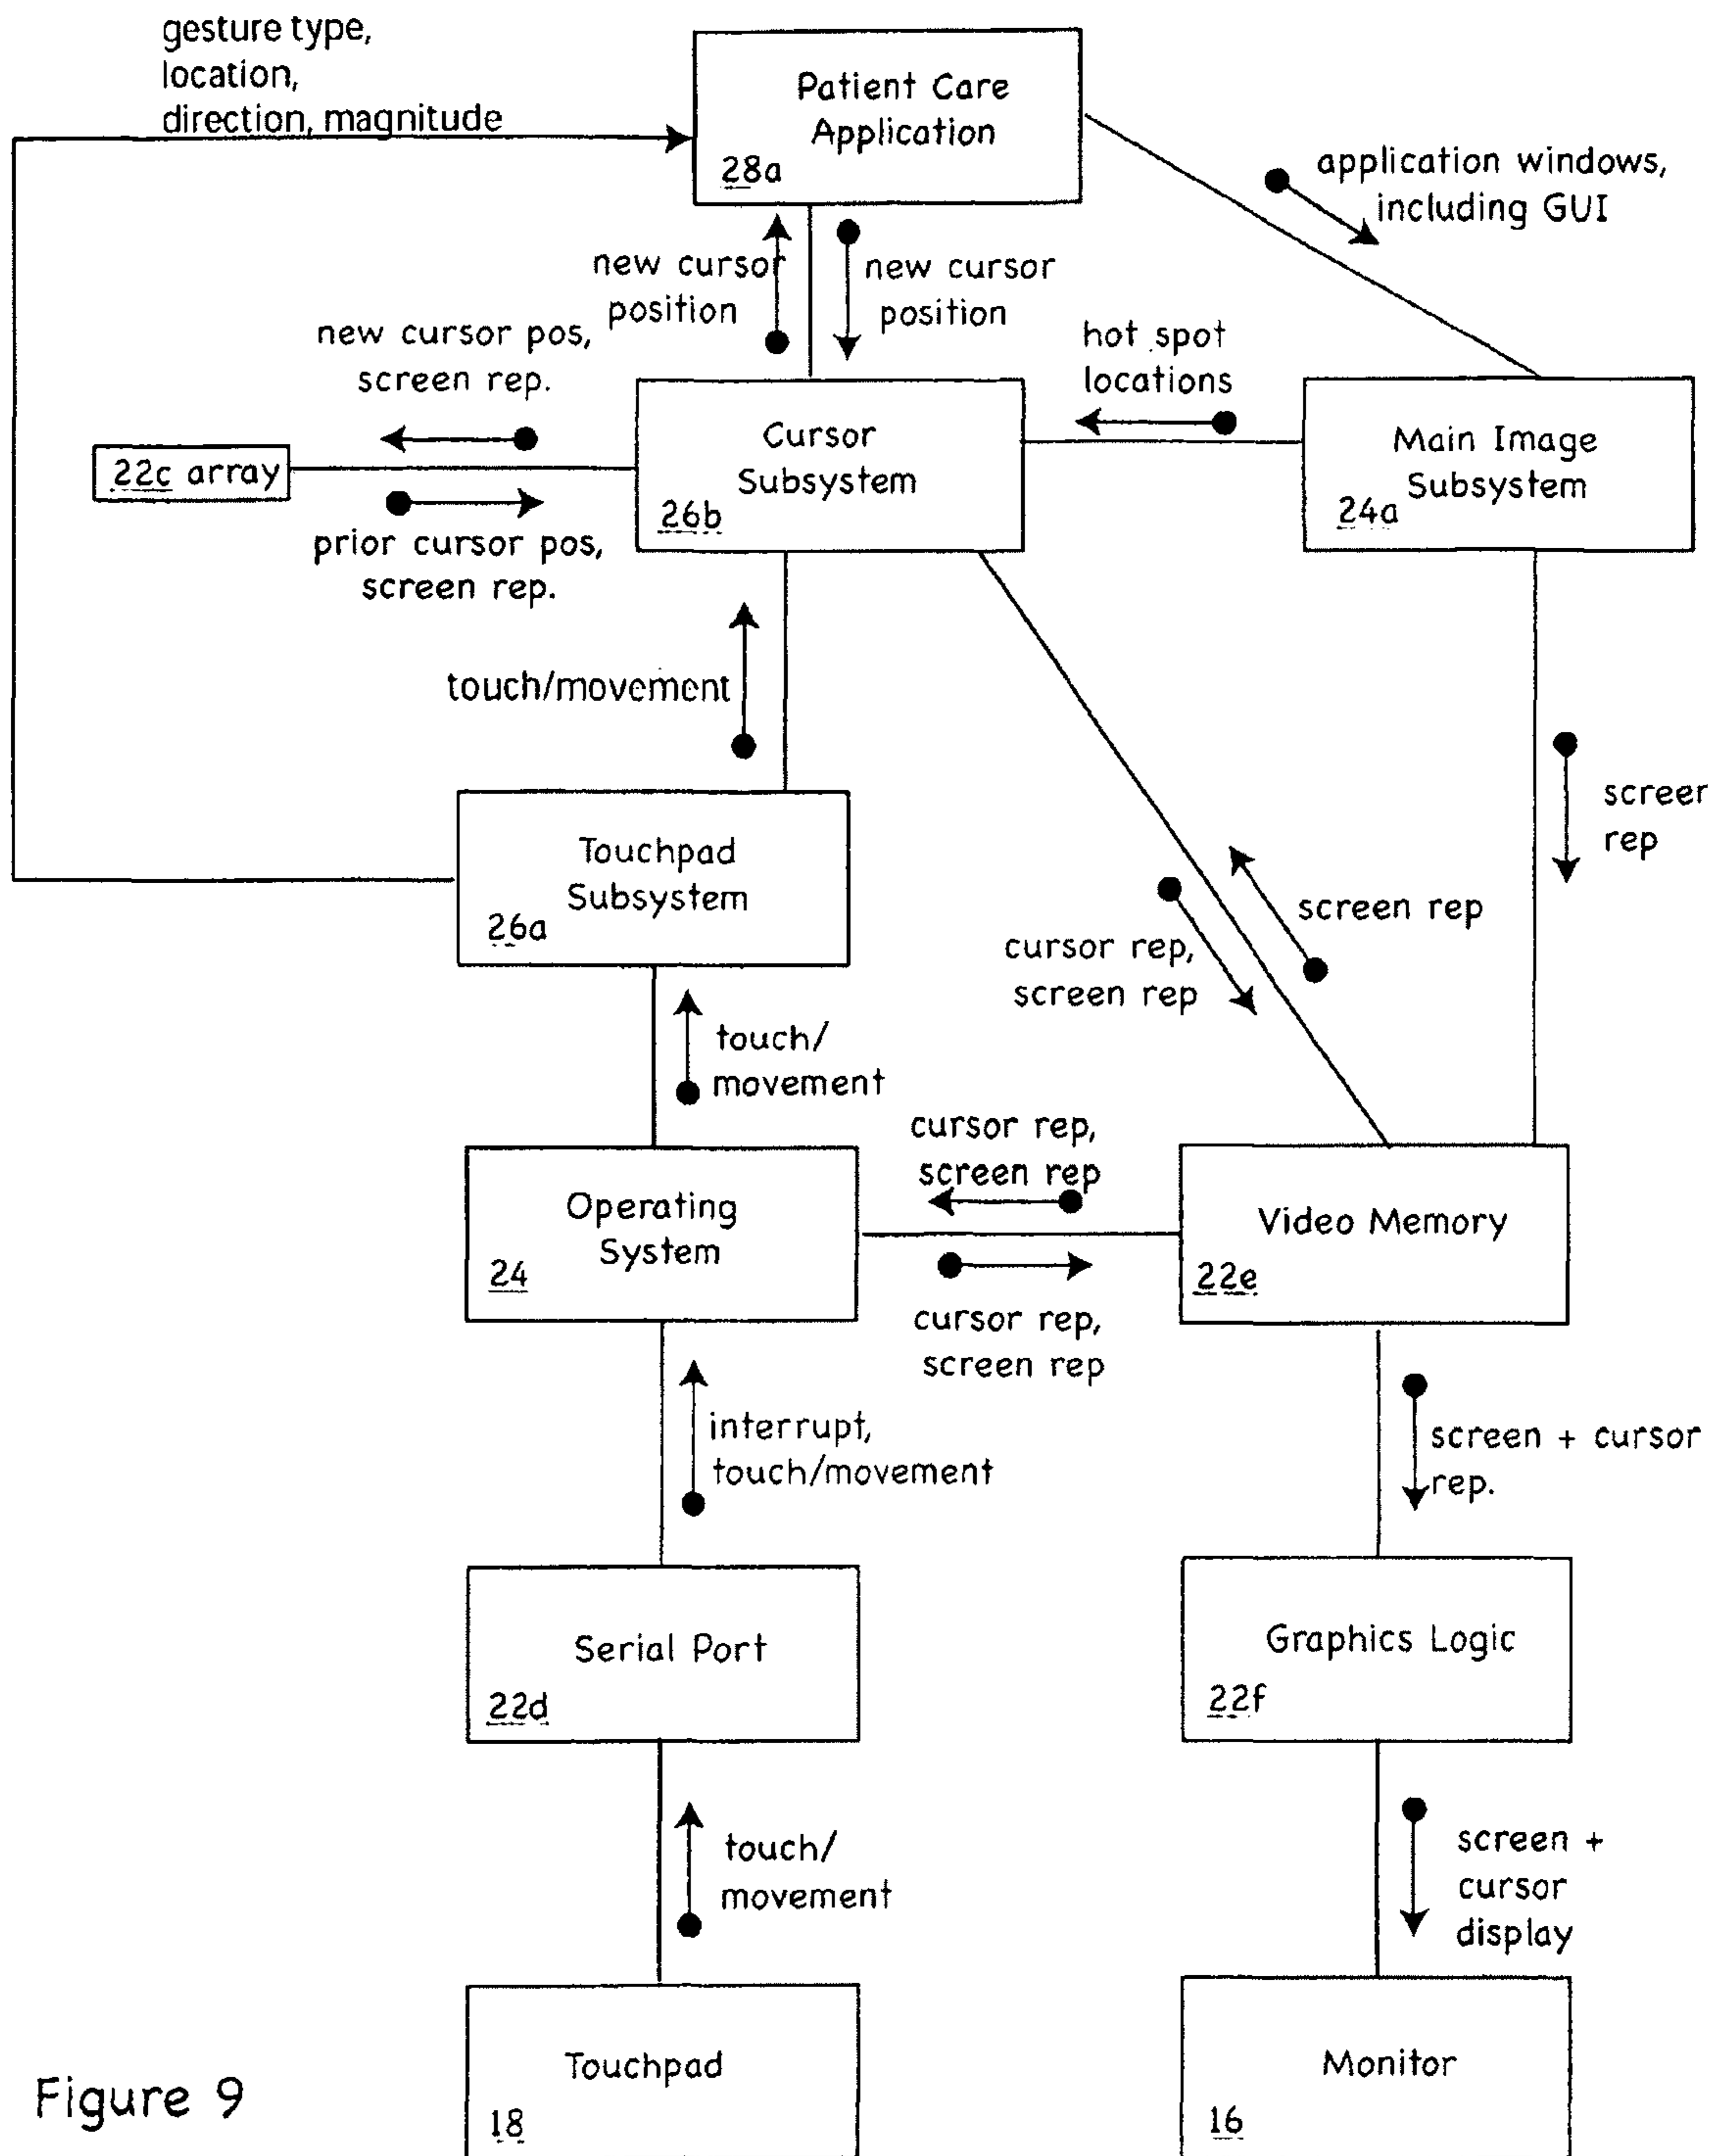 gesture type,
location,
direction, magnitude
Patient Care
Application
28a
application windows,
including GUI
new cursor
position
new cursor
position
new cursor pos,
screen rep.
hot spot
locations
22c array
Cursor
Subsystem
26b
Main Image
Subsystem
24a
prior cursor pos,
screen rep.
touch/movement
screer
rep
Touchpad
Subsystem
26a
screen rep
cursor rep,
screen rep
touch/
movement
cursor rep,
screen rep
Operating
System
24
Video Memory
22e
cursor rep,
screen rep
interrupt,
touch/movement
screen + cursor
rep.
Serial Port
22d
Graphics Logic
22f
touch/
movement
screen +
cursor
display
Touchpad
18
Monitor
16
Figure 9